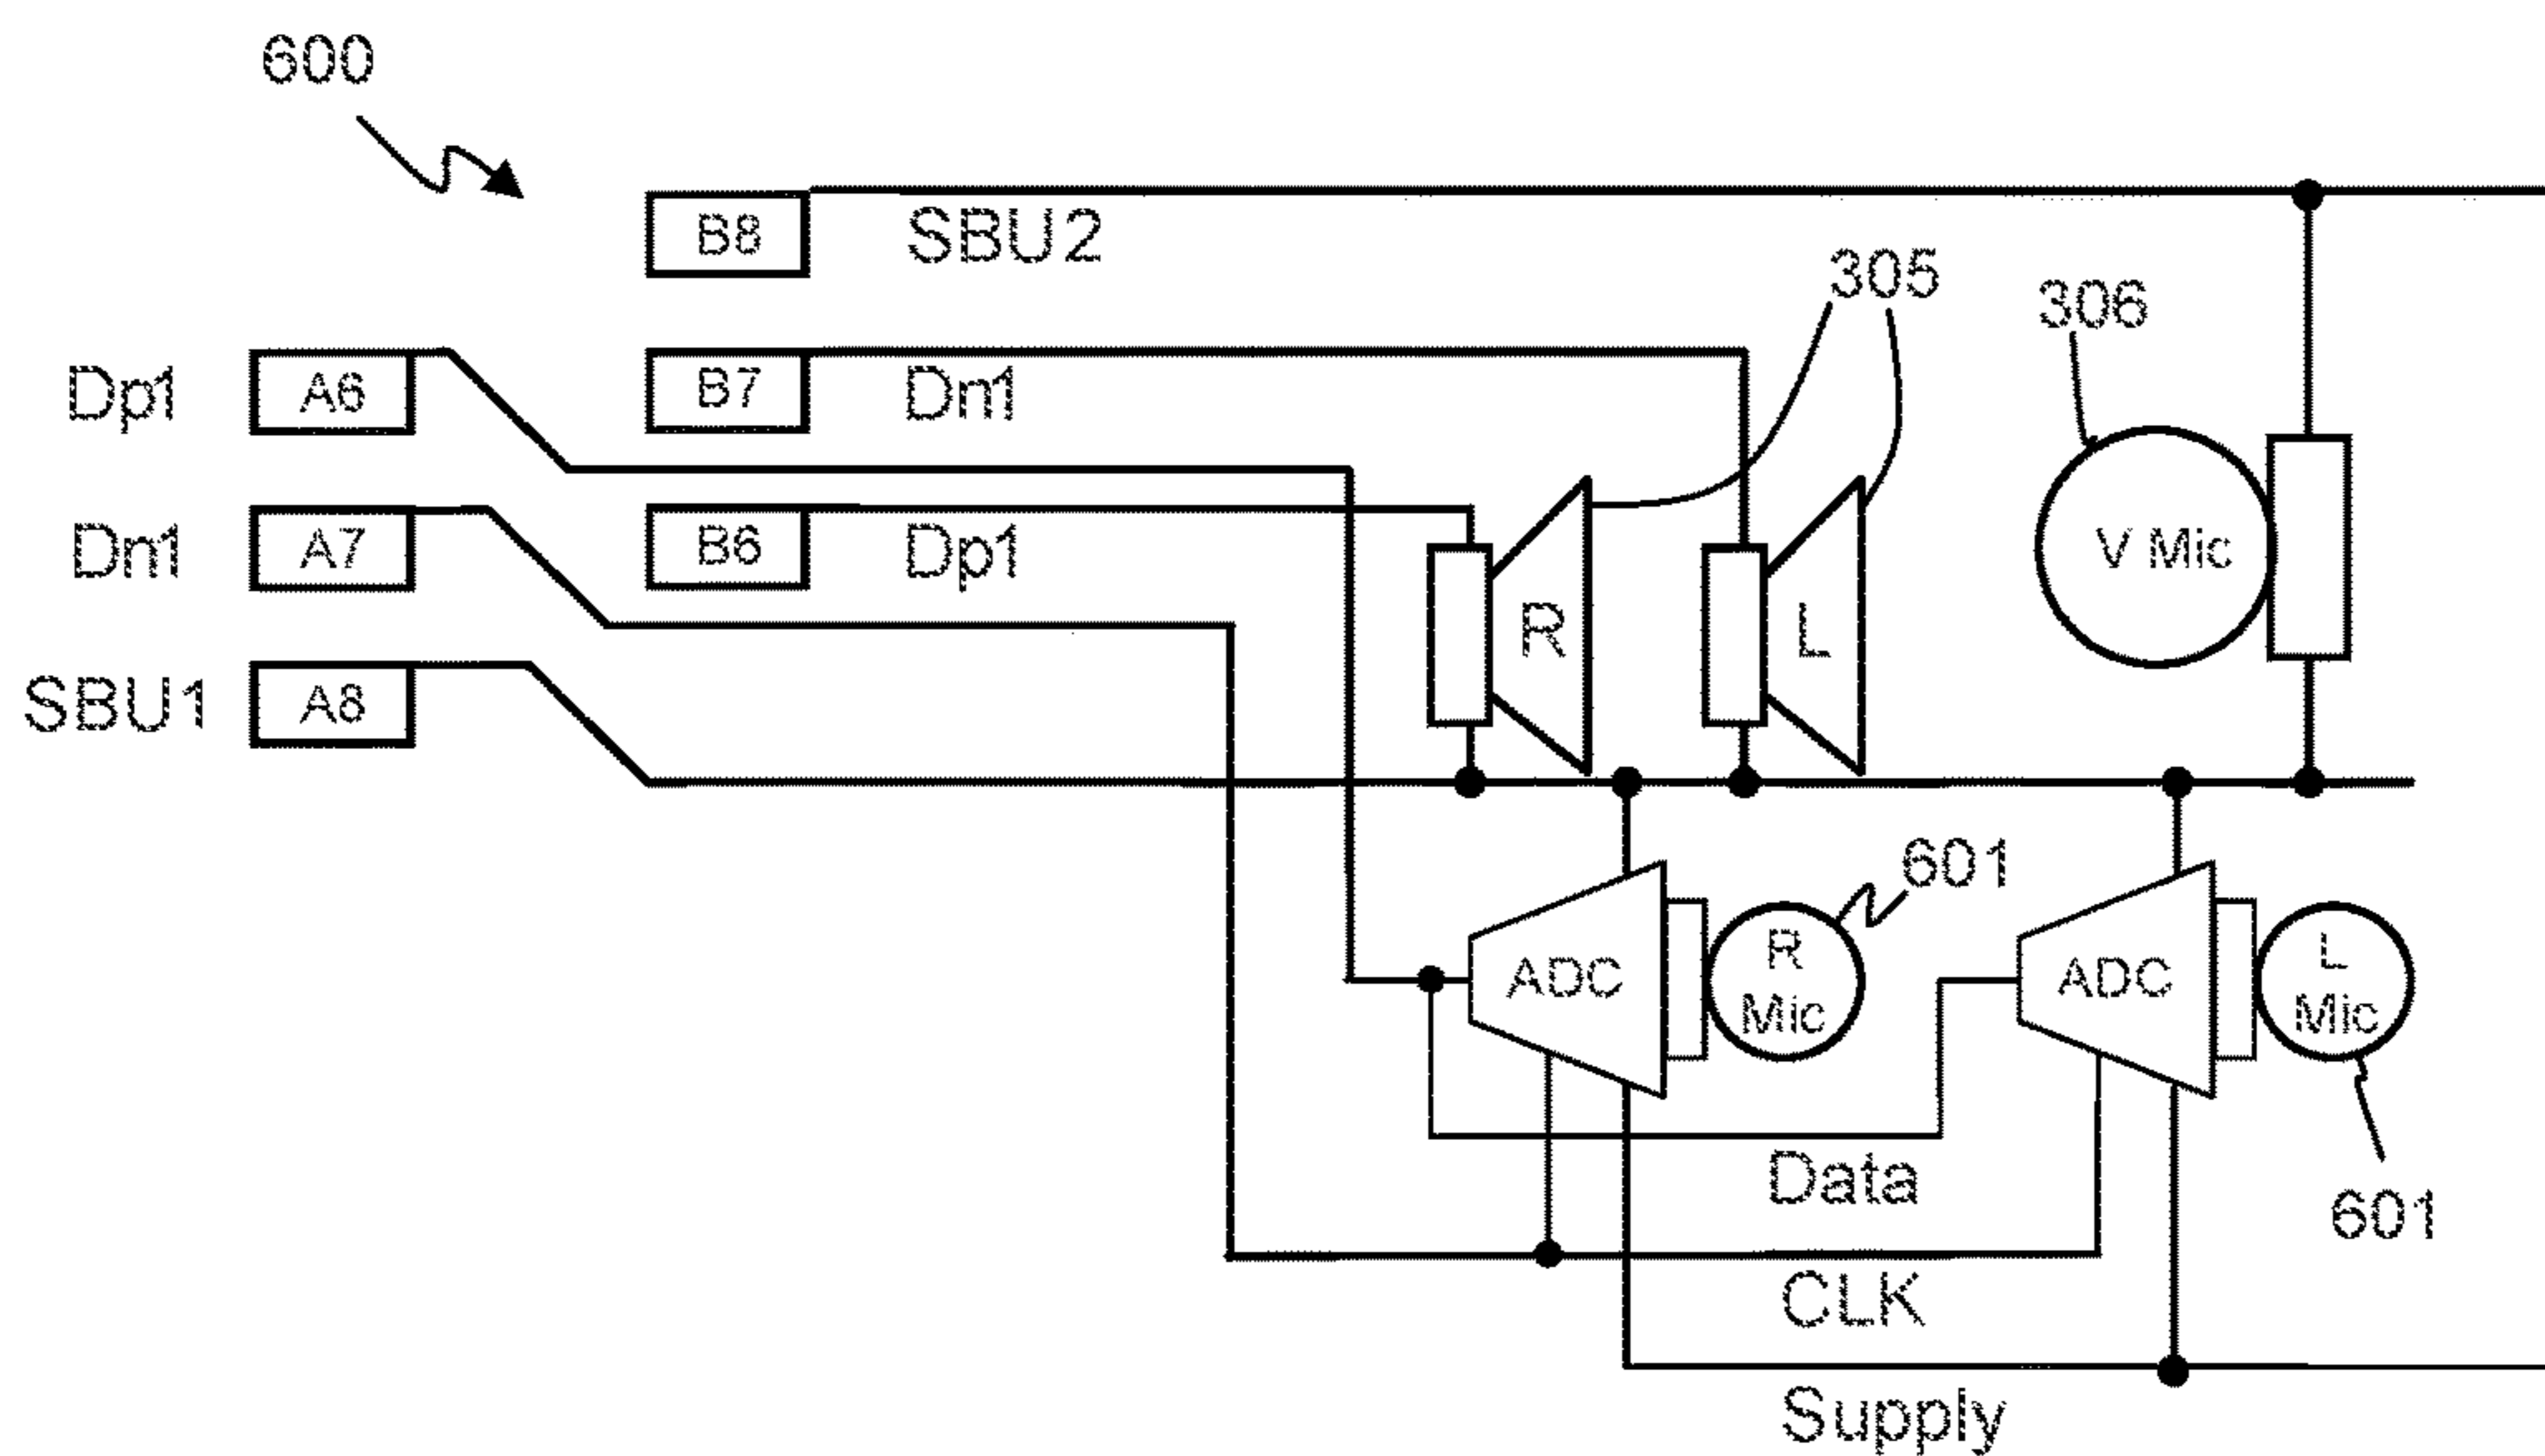 600
B8 SBU2
305
306
Dp1 A6 B7 Dn1
Dn1 A7 B6 Dp1
V Mic
R L
SBU1 A8
601
ADC R Mic
ADC L Mic
Data
601
CLK
Supply